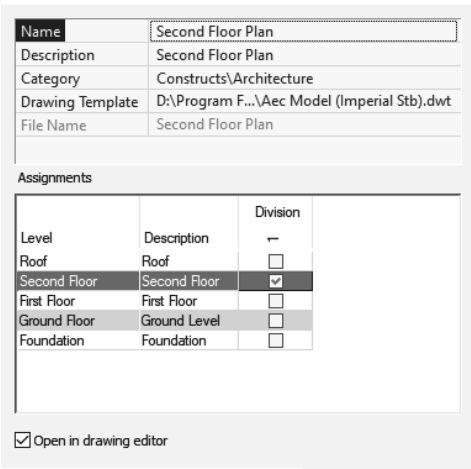 Name Second Floor Plan
Description Second Floor Plan
Category Constructs\Architecture
Drawing Template D:\Program F...\Aec Model (Imperial Stb).dwt
File Name Second Floor Plan
Assignments
Division
Level Description 1
Roof Roof
Second Floor Second Floor
First Floor First Floor
Ground Floor Ground Level
Foundation Foundation
Open in drawing editor